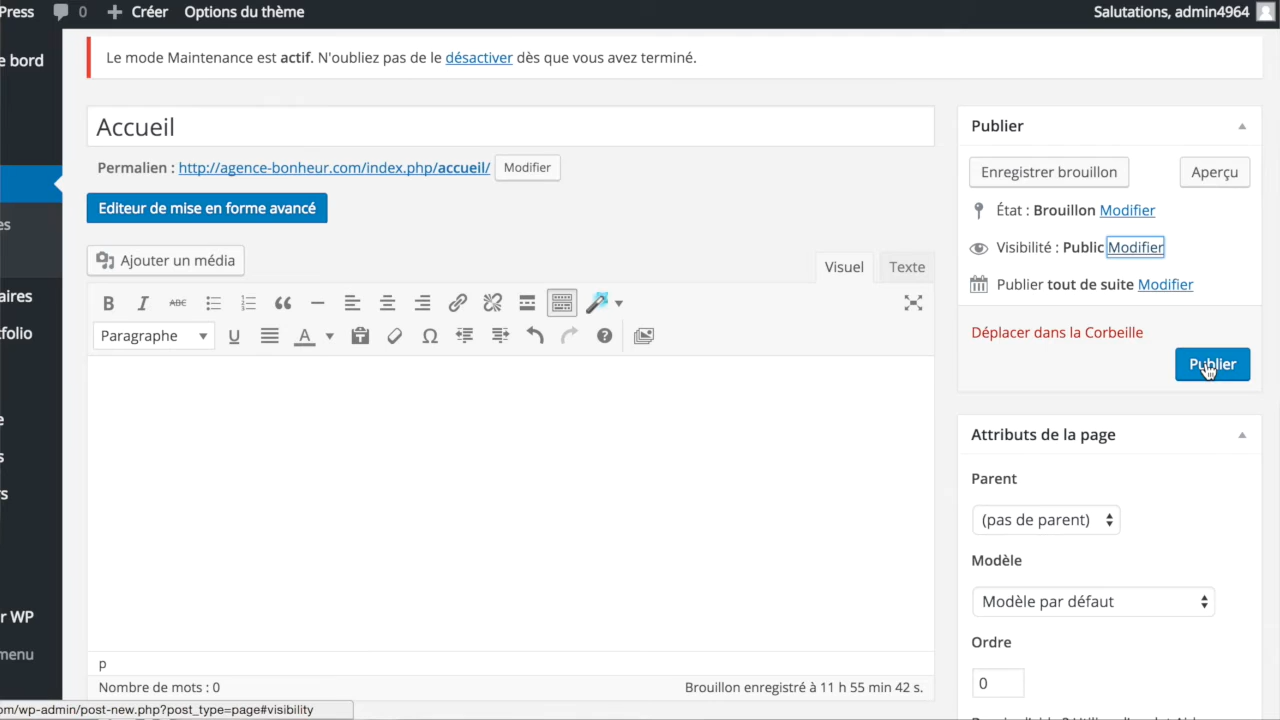 Press 0 + Créer Options du thème Salutations, admin4964
e bord
Le mode Maintenance est actif. N'oubliez pas de le désactiver dès que vous avez terminé.
Accueil
Permalien : http://agence-bonheur.com/index.php/accueil/ Modifier
Editeur de mise en forme avancé
Ajouter un média
Visuel Texte
B I ABC
Paragraphe U A Ω
p
Nombre de mots : 0 Brouillon enregistré à 11 h 55 min 42 s.
Publier
Enregistrer brouillon Aperçu
État : Brouillon Modifier
Visibilité : Public Modifier
Publier tout de suite Modifier
Déplacer dans la Corbeille
Publier
Attributs de la page
Parent
(pas de parent)
Modèle
Modèle par défaut
Ordre
0
es
aires
tfolio
e
s
rs
r WP
menu
om/wp-admin/post-new.php?post_type=page#visibility